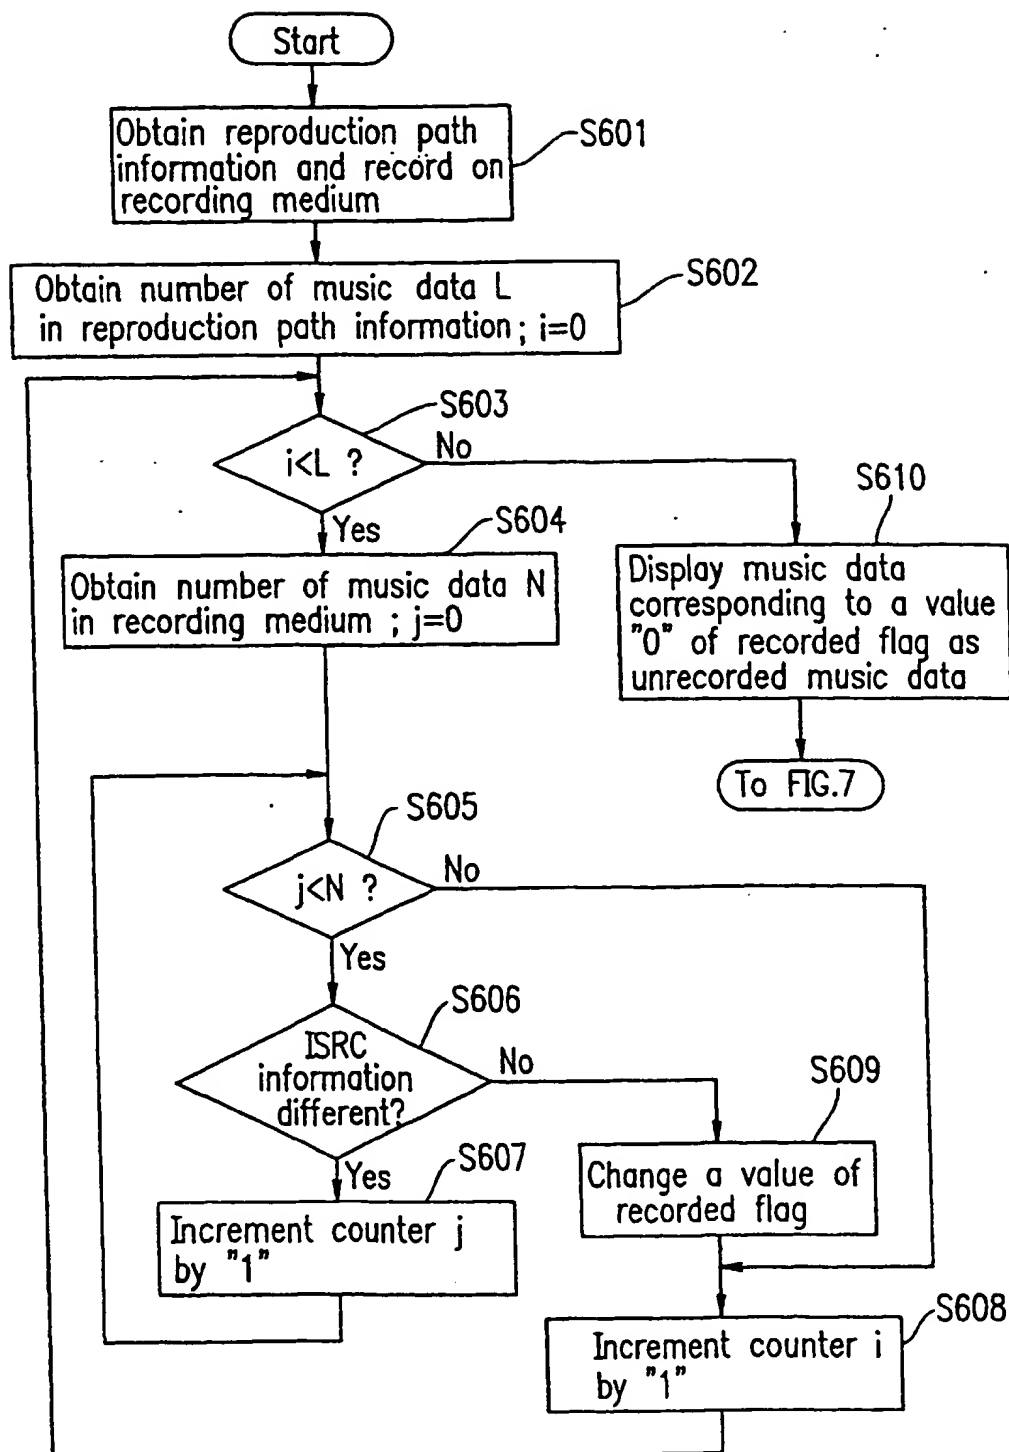 Start
Obtain reproduction path
information and record on
recording medium
S601
Obtain number of music data L
in reproduction path information; i=0
S602
i<L ?
S603
No
Yes
S604
Obtain number of music data N
in recording medium ; j=0
S610
Display music data
corresponding to a value
"0" of recorded flag as
unrecorded music data
To FIG.7
S605
j<N ?
No
Yes
S606
ISRC
information
different?
No
Yes
S607
Increment counter j
by "1"
S609
Change a value of
recorded flag
S608
Increment counter i
by "1"